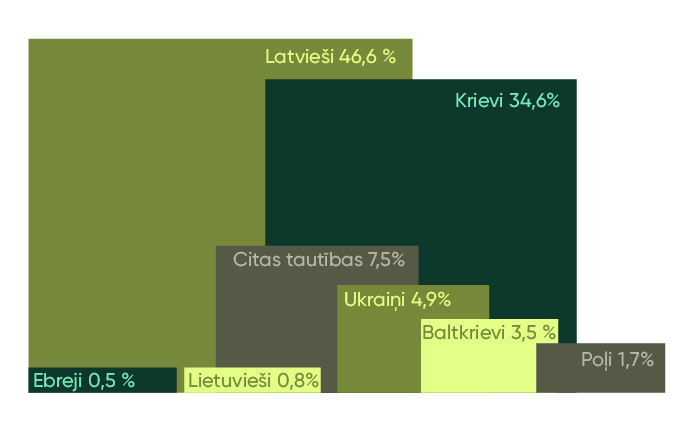 Latvieši 46,6 %
Krievi 34,6%
Citas tautības 7,5%
Ukraiņi 4,9%
Baltkrievi 3,5 %
Poļi 1,7%
Ebreji 0,5 %
Lietuvieši 0,8%